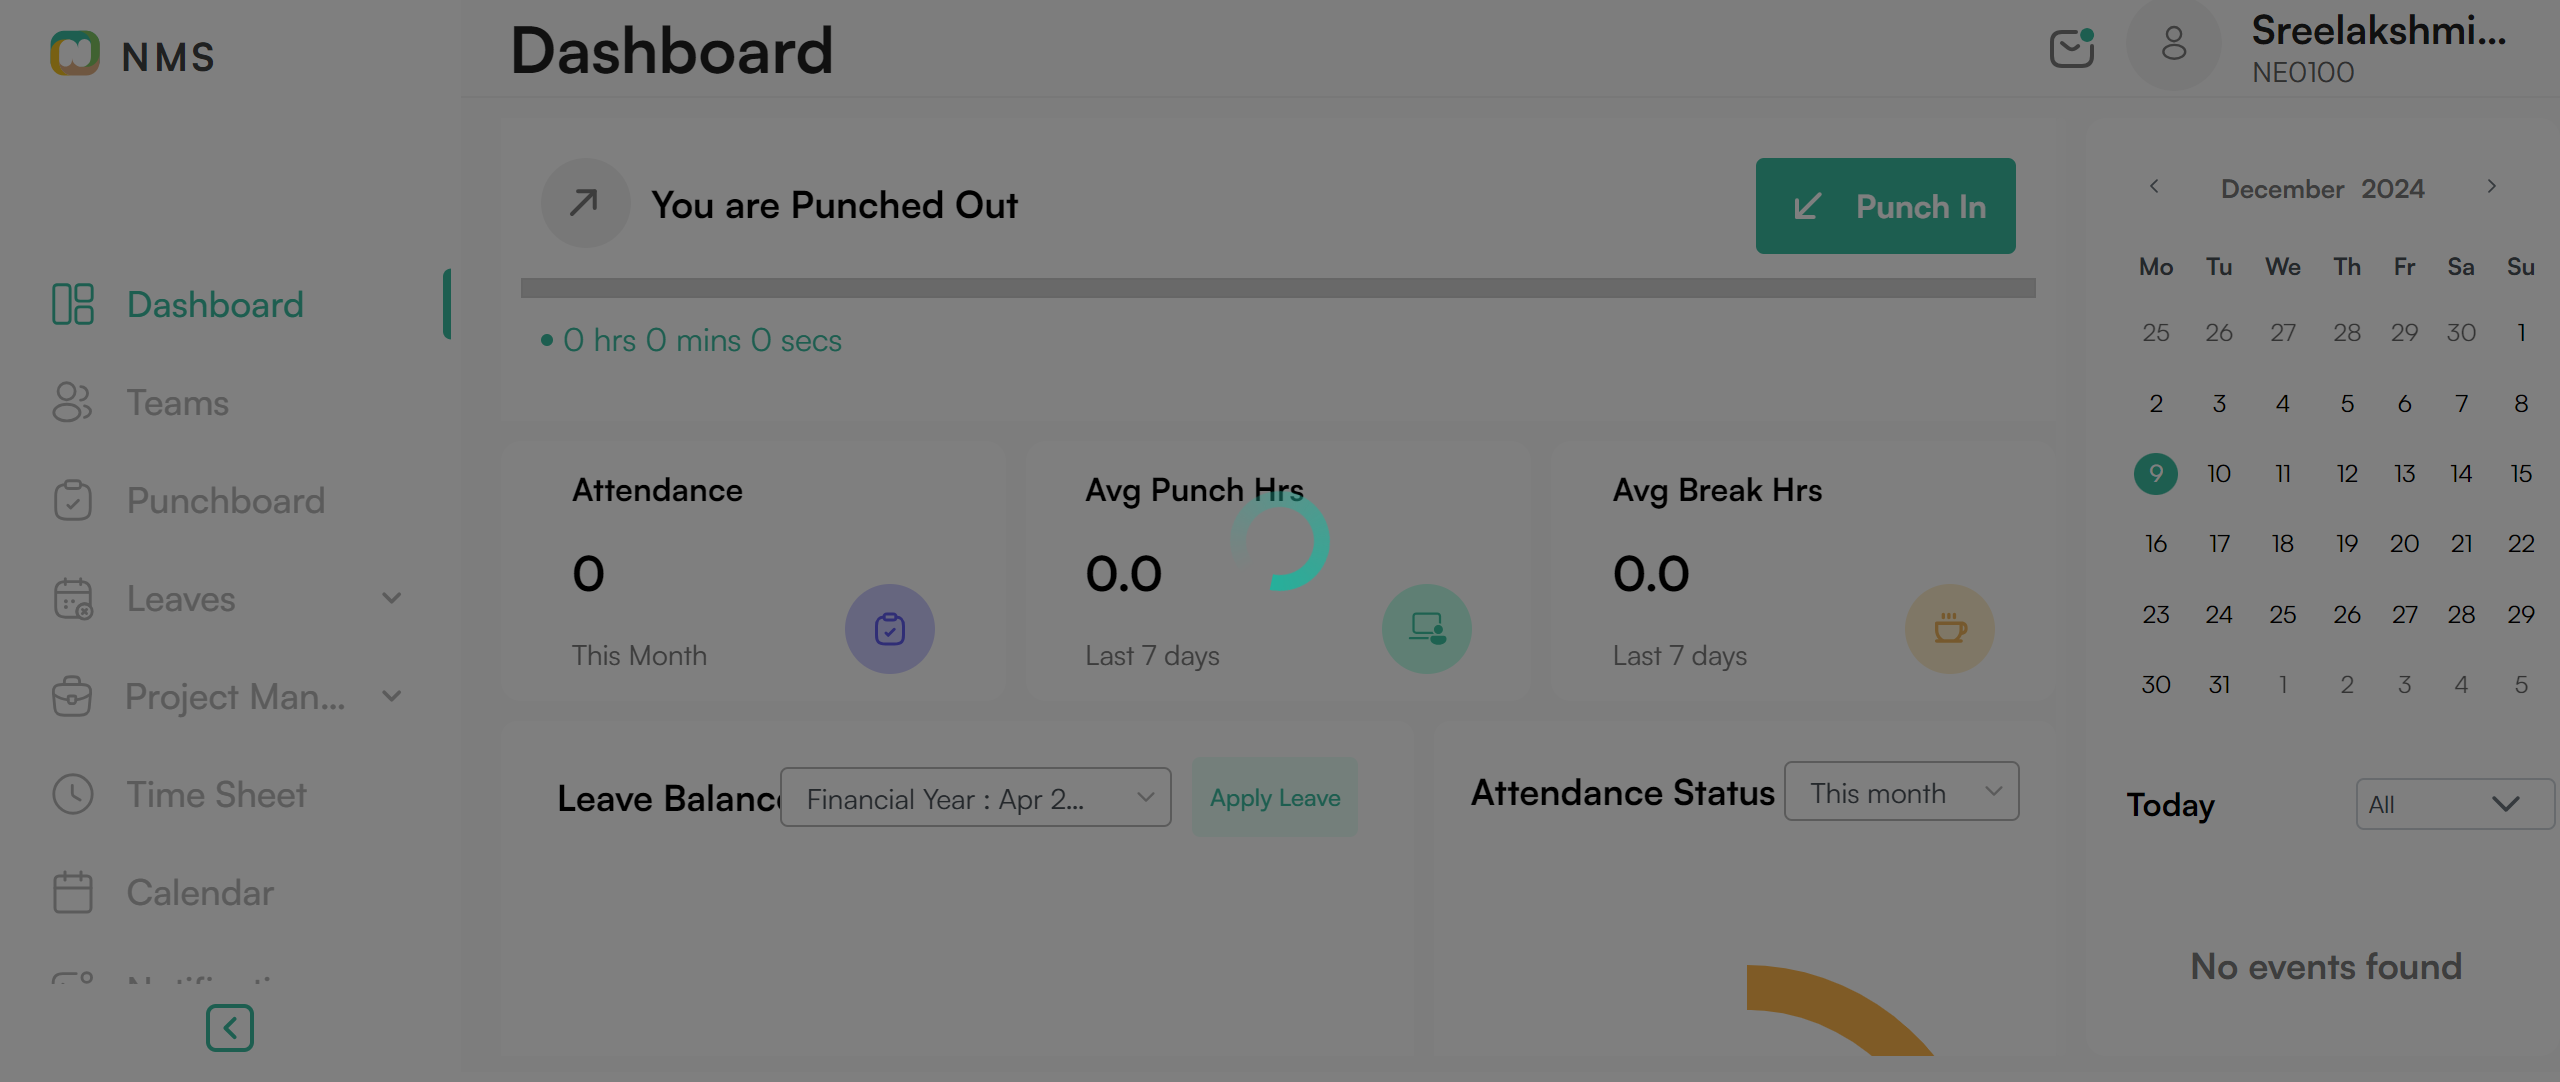 NMS
Dashboard
Sreelakshmi...
NE0100
Dashboard
Teams
Punchboard
Leaves
Project Man...
Time Sheet
Calendar
You are Punched Out
Punch In
0 hrs 0 mins 0 secs
Attendance
0
This Month
Avg Punch Hrs
0.0
Last 7 days
Avg Break Hrs
0.0
Last 7 days
Leave Balanc
Financial Year : Apr 2...
Apply Leave
Attendance Status
This month
December 2024
Mo Tu We Th Fr Sa Su
25 26 27 28 29 30 1
2 3 4 5 6 7 8
9 10 11 12 13 14 15
16 17 18 19 20 21 22
23 24 25 26 27 28 29
30 31 1 2 3 4 5
Today
All
No events found